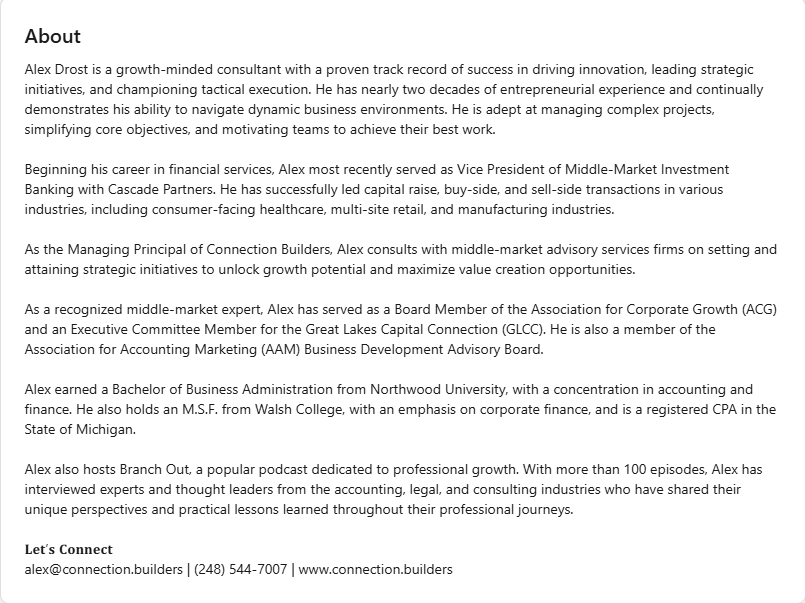 About
Alex Drost is a growth-minded consultant with a proven track record of success in driving innovation, leading strategic
initiatives, and championing tactical execution. He has nearly two decades of entrepreneurial experience and continually
demonstrates his ability to navigate dynamic business environments. He is adept at managing complex projects,
simplifying core objectives, and motivating teams to achieve their best work.
Beginning his career in financial services, Alex most recently served as Vice President of Middle-Market Investment
Banking with Cascade Partners. He has successfully led capital raise, buy-side, and sell-side transactions in various
industries, including consumer-facing healthcare, multi-site retail, and manufacturing industries.
As the Managing Principal of Connection Builders, Alex consults with middle-market advisory services firms on setting and
attaining strategic initiatives to unlock growth potential and maximize value creation opportunities.
As a recognized middle-market expert, Alex has served as a Board Member of the Association for Corporate Growth (ACG)
and an Executive Committee Member for the Great Lakes Capital Connection (GLCC). He is also a member of the
Association for Accounting Marketing (AAM) Business Development Advisory Board.
Alex earned a Bachelor of Business Administration from Northwood University, with a concentration in accounting and
finance. He also holds an M.S.F. from Walsh College, with an emphasis on corporate finance, and is a registered CPA in the
State of Michigan.
Alex also hosts Branch Out, a popular podcast dedicated to professional growth. With more than 100 episodes, Alex has
interviewed experts and thought leaders from the accounting, legal, and consulting industries who have shared their
unique perspectives and practical lessons learned throughout their professional journeys.
Let's Connect
alex@connection.builders | (248) 544-7007 | www.connection.builders